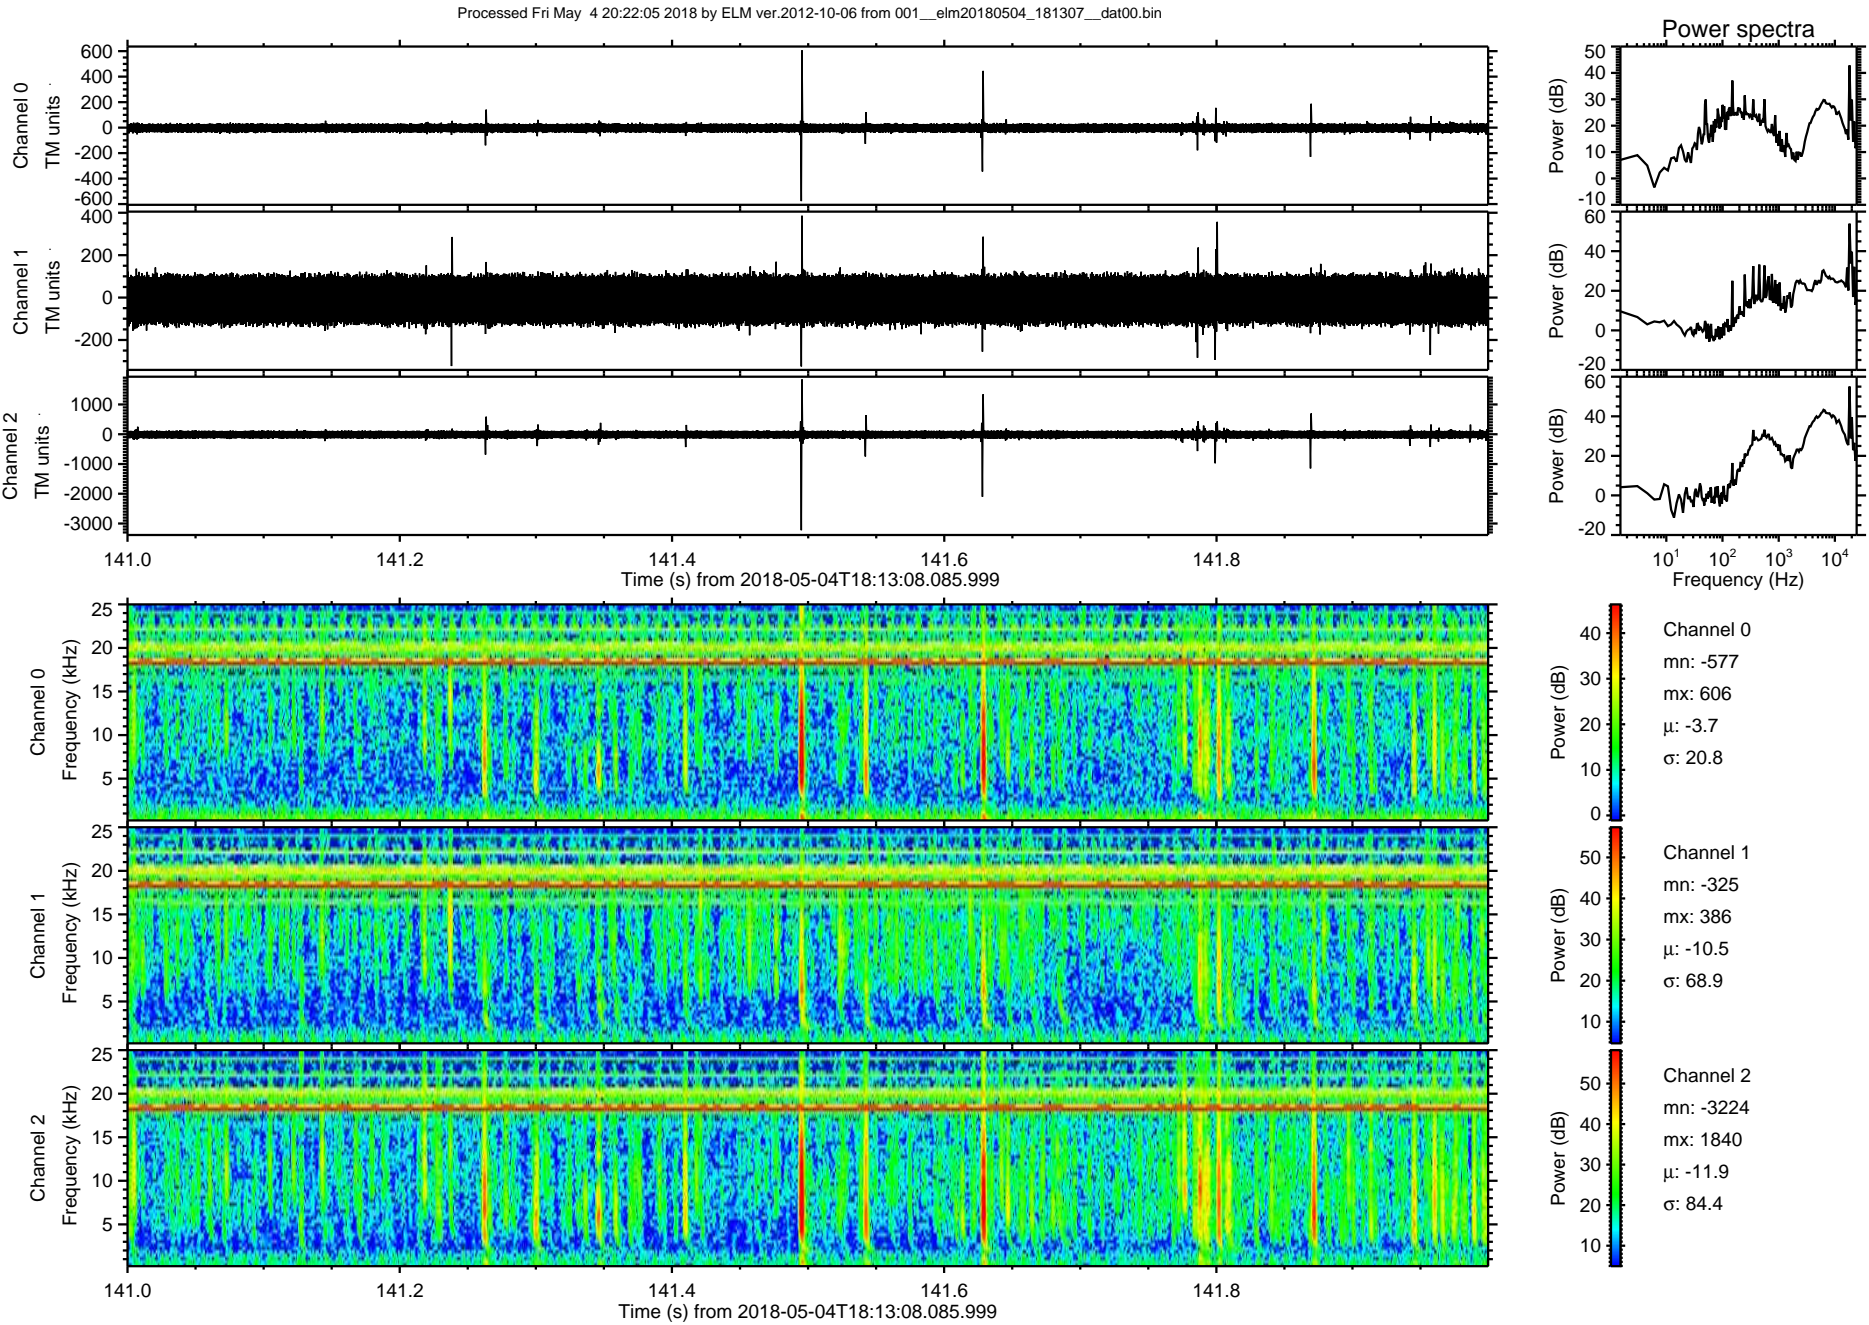 Processed Fri May  4 20:22:05 2018 by ELM ver.2012-10-06 from 001__elm20180504_181307__dat00.bin
Power spectra
Channel 0
TM units
600
400
200
0
-200
-400
-600
Power (dB)
50
40
30
20
10
0
-10
Channel 1
TM units
400
200
0
-200
Power (dB)
60
40
20
0
-20
Channel 2
TM units
1000
0
-1000
-2000
-3000
Power (dB)
60
40
20
0
-20
141.0 141.2 141.4 141.6 141.8
Time (s) from 2018-05-04T18:13:08.085.999
10^1 10^2 10^3 10^4
Frequency (Hz)
Channel 0
Frequency (kHz)
25
20
15
10
5
Power (dB)
40
30
20
10
0
Channel 0
mn: -577
mx: 606
μ: -3.7
σ: 20.8
Channel 1
Frequency (kHz)
25
20
15
10
5
Power (dB)
50
40
30
20
10
Channel 1
mn: -325
mx: 386
μ: -10.5
σ: 68.9
Channel 2
Frequency (kHz)
25
20
15
10
5
Power (dB)
50
40
30
20
10
Channel 2
mn: -3224
mx: 1840
μ: -11.9
σ: 84.4
141.0 141.2 141.4 141.6 141.8
Time (s) from 2018-05-04T18:13:08.085.999